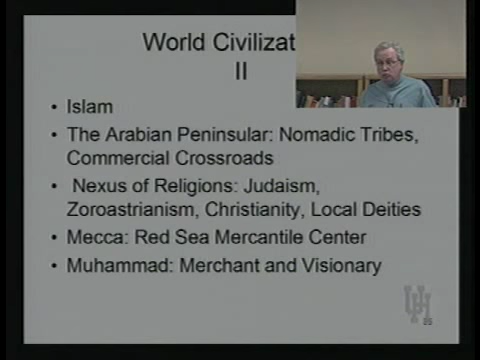 World Civilizat
II
• Islam
• The Arabian Peninsular: Nomadic Tribes,
Commercial Crossroads
• Nexus of Religions: Judaism,
Zoroastrianism, Christianity, Local Deities
• Mecca: Red Sea Mercantile Center
• Muhammad: Merchant and Visionary
UH